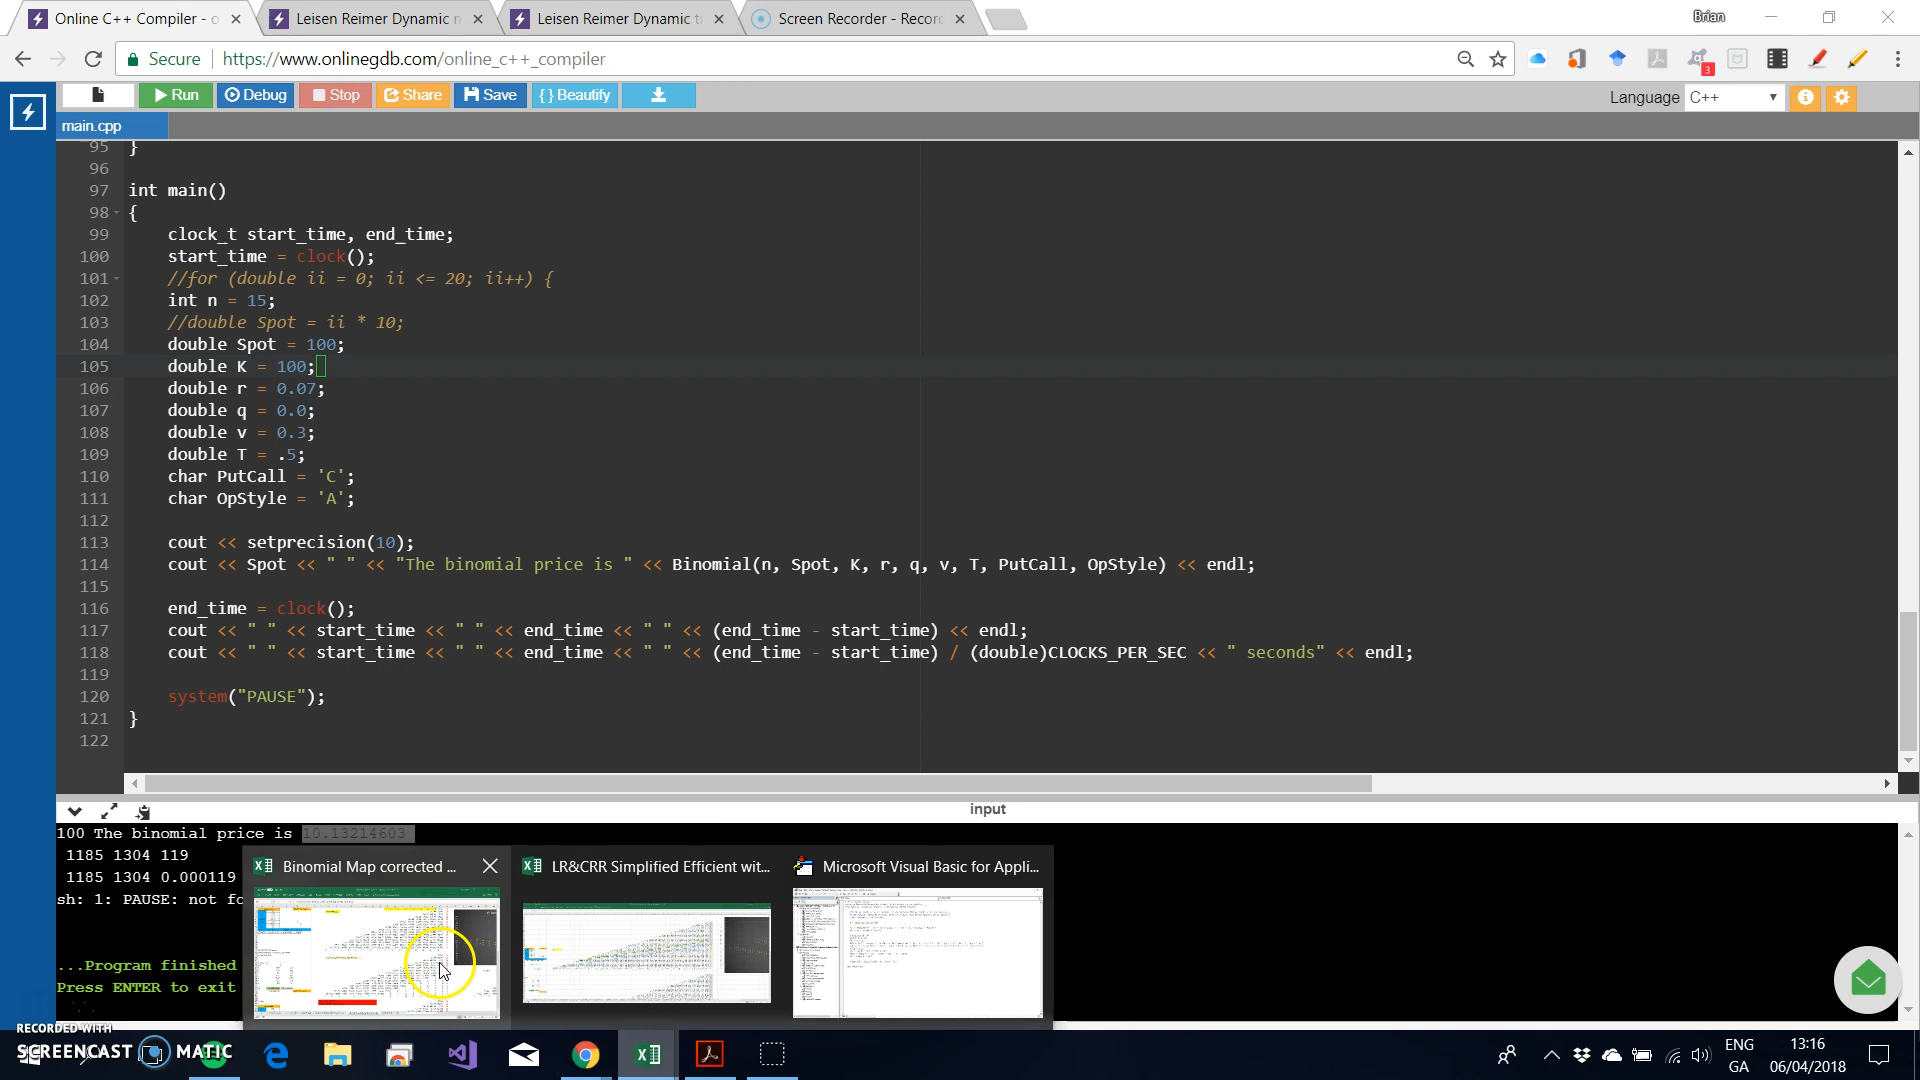 Online C++ Compiler - o
Leisen Reimer Dynamic
Leisen Reimer Dynamic
Screen Recorder - Recor
Brian
Secure
https://www.onlinegdb.com/online_c++_compiler
3
Run
Debug
Stop
Share
Save
{ } Beautify
Language
C++
main.cpp
95 }
96
97 int main()
98 {
99 clock_t start_time, end_time;
100 start_time = clock();
101 //for (double ii = 0; ii <= 20; ii++) {
102 int n = 15;
103 //double Spot = ii * 10;
104 double Spot = 100;
105 double K = 100;
106 double r = 0.07;
107 double q = 0.0;
108 double v = 0.3;
109 double T = .5;
110 char PutCall = 'C';
111 char OpStyle = 'A';
112
113 cout << setprecision(10);
114 cout << Spot << " " << "The binomial price is " << Binomial(n, Spot, K, r, q, v, T, PutCall, OpStyle) << endl;
115
116 end_time = clock();
117 cout << " " << start_time << " " << end_time << " " << (end_time - start_time) << endl;
118 cout << " " << start_time << " " << end_time << " " << (end_time - start_time) / (double)CLOCKS_PER_SEC << " seconds" << endl;
119
120 system("PAUSE");
121 }
122
input
100 The binomial price is 10.13214603
1185 1304 119
1185 1304 0.000119
sh: 1: PAUSE: not fo
...Program finished
Press ENTER to exit
Binomial Map corrected ...
LR&CRR Simplified Efficient wit...
Microsoft Visual Basic for Appli...
RECORDED WITH
SCREENCAST MATIC
ENG
GA
13:16
06/04/2018